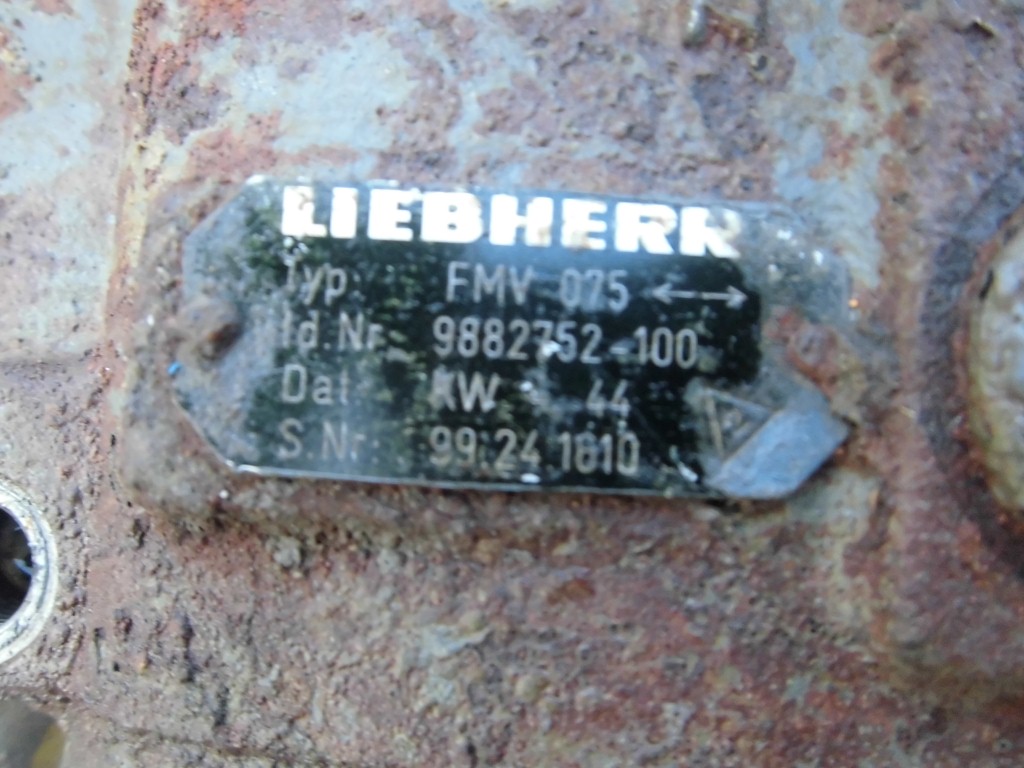 LIEBHERR
Typ: FMV 075 ←→
Id.Nr. 9882752-100
Dat KW - 44
S.Nr. 99.24 1810